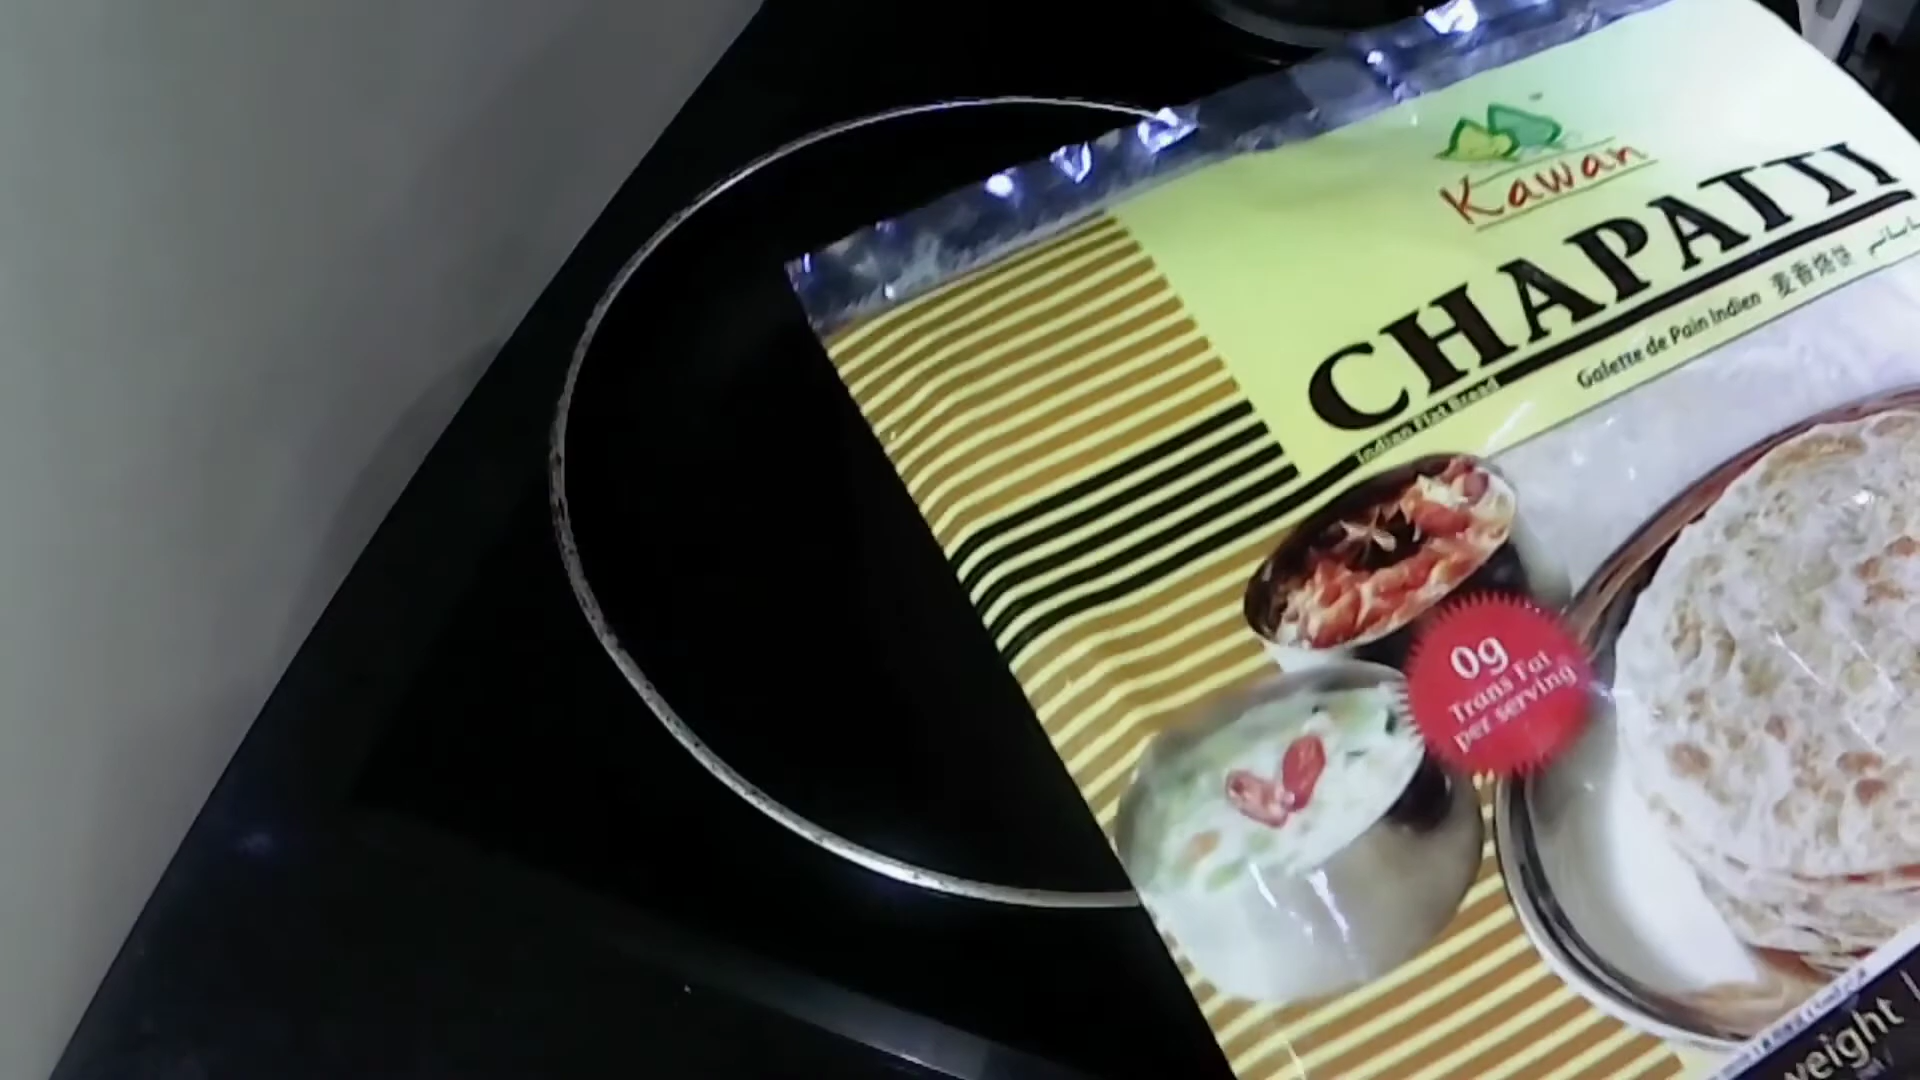 Kawan
CHAPATTI
Indian Flat Bread
Galette de Pain Indien 麦香烙饼
0g
Trans Fat
per serving
weight